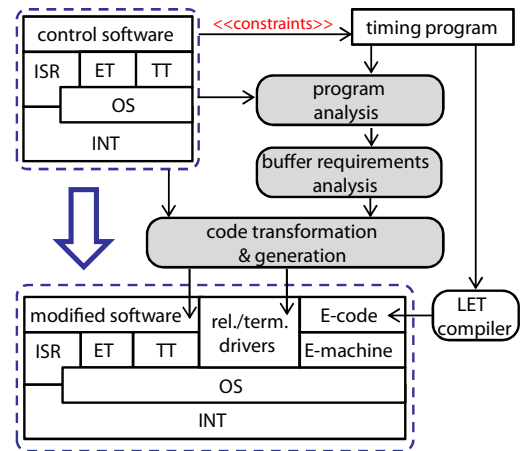 control software
<<constraints>>
timing program
ISR
ET
TT
OS
INT
program
analysis
buffer requirements
analysis
code transformation
& generation
modified software
rel./term.
drivers
E-code
LET
compiler
ISR
ET
TT
E-machine
OS
INT